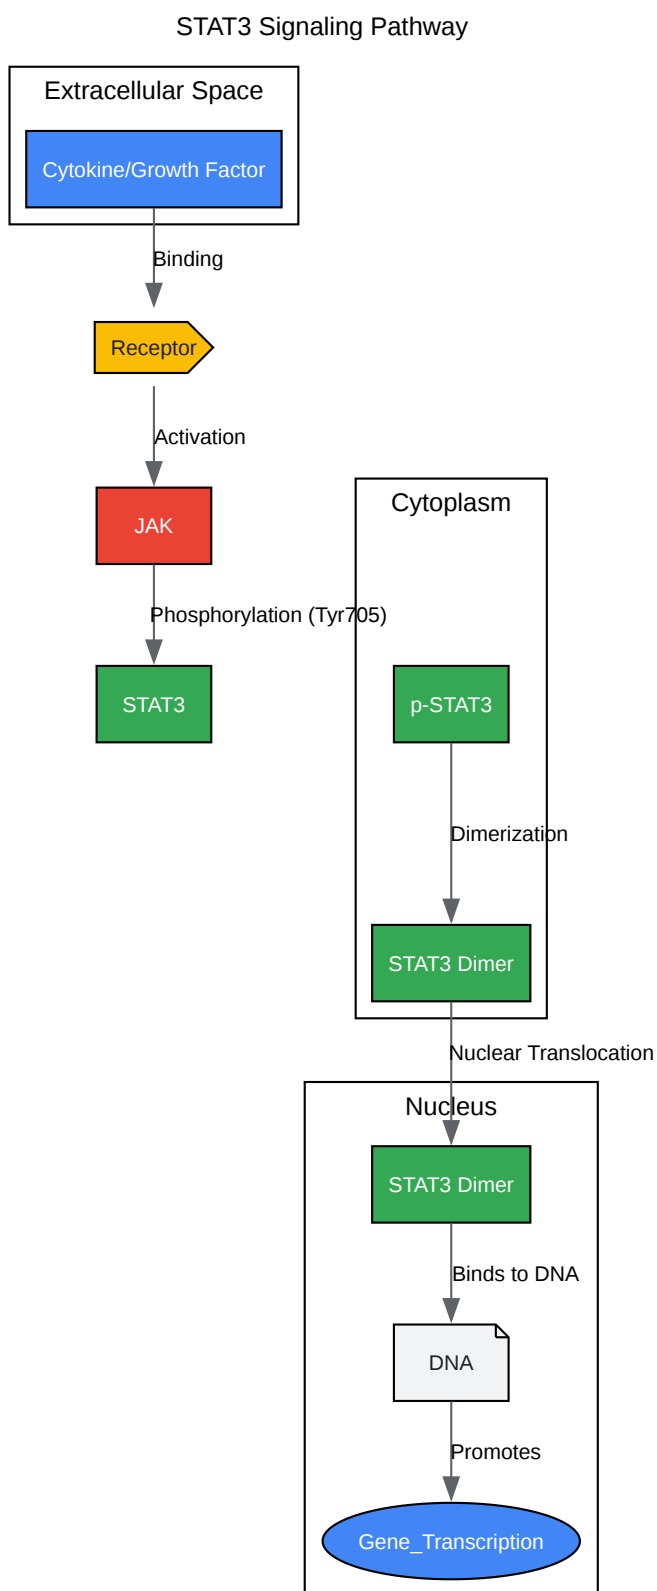 STAT3 Signaling Pathway
Extracellular Space
Cytokine/Growth Factor
Binding
Receptor
Activation
JAK
Phosphorylation (Tyr705)
STAT3
Cytoplasm
p-STAT3
Dimerization
STAT3 Dimer
Nuclear Translocation
Nucleus
STAT3 Dimer
Binds to DNA
DNA
Promotes
Gene_Transcription